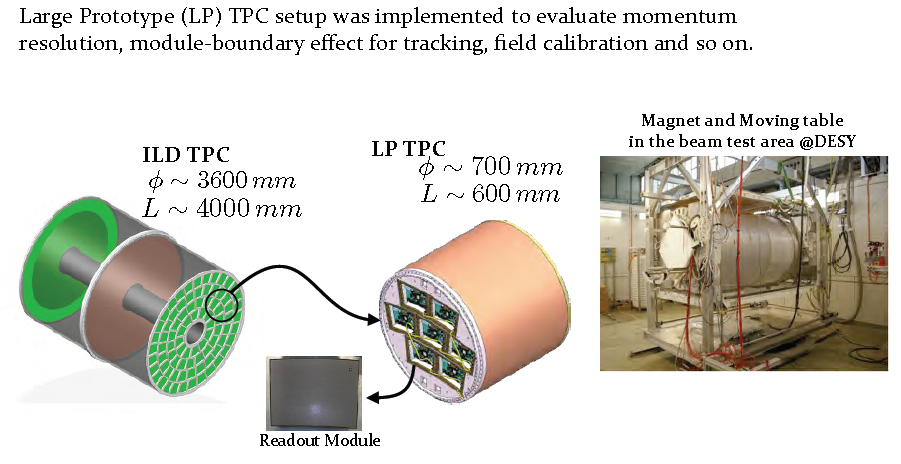 Large Prototype (LP) TPC setup was implemented to evaluate momentum
resolution, module-boundary effect for tracking, field calibration and so on.
Magnet and Moving table
in the beam test area @DESY
ILD TPC
ϕ ∼ 3600 mm
L ∼ 4000 mm
LP TPC
ϕ ∼ 700 mm
L ∼ 600 mm
Readout Module